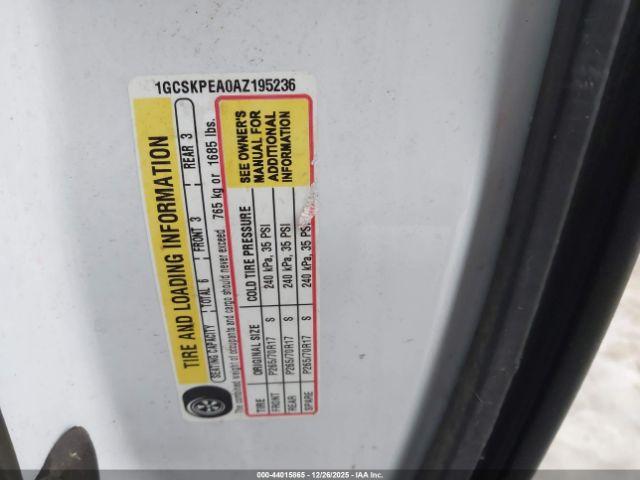 1GCSKPEA0AZ195236
TIRE AND LOADING INFORMATION
SEATING CAPACITY TOTAL 6 FRONT 3 REAR 3
The combined weight of occupants and cargo should never exceed 765 kg or 1685 lbs.
TIRE ORIGINAL SIZE COLD TIRE PRESSURE
FRONT P265/70R17 S 240 kPa, 35 PSI
REAR P265/70R17 S 240 kPa, 35 PSI
SPARE P265/70R17 S 240 kPa, 35 PSI
SEE OWNER'S
MANUAL FOR
ADDITIONAL
INFORMATION
000-44015865 - 12/26/2025 - IAA Inc.